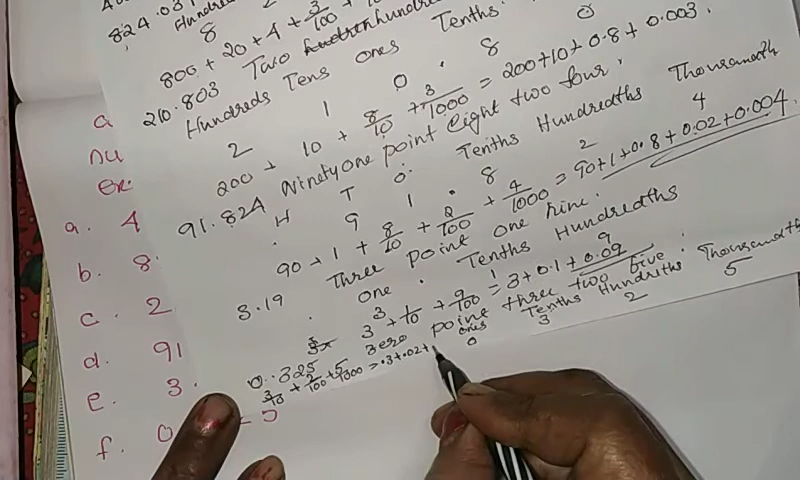 824.03
Hundred
8 2
800 + 20 + 4 + 3/100 +
210.803 Two hundred
Hundreds Tens ones Tenths
2 1 0 . 8 0
200 + 10 + 8/10 + 3/1000 = 200+10+0.8+0.003.
91.824 Ninety one point eight two four.
H T O . Tenths Hundredths Thousandth
. 9 1 . 8 2 4
90 + 1 + 8/10 + 2/100 + 4/1000 = 90+1+0.8+0.02+0.004.
3.19 Three point one nine.
. one . Tenths Hundredths
3 1 9
3 + 1/10 + 9/100 = 3+0.1+0.09
0.325 zero point three two five.
ones Tenths Hundredths Thousandth
0 3 2 5
3/10 + 2/100 + 5/1000 = .3+.02+
a
nu
ex
a. 4
b. 8
c. 2
d. 91
e. 3.
f. 0